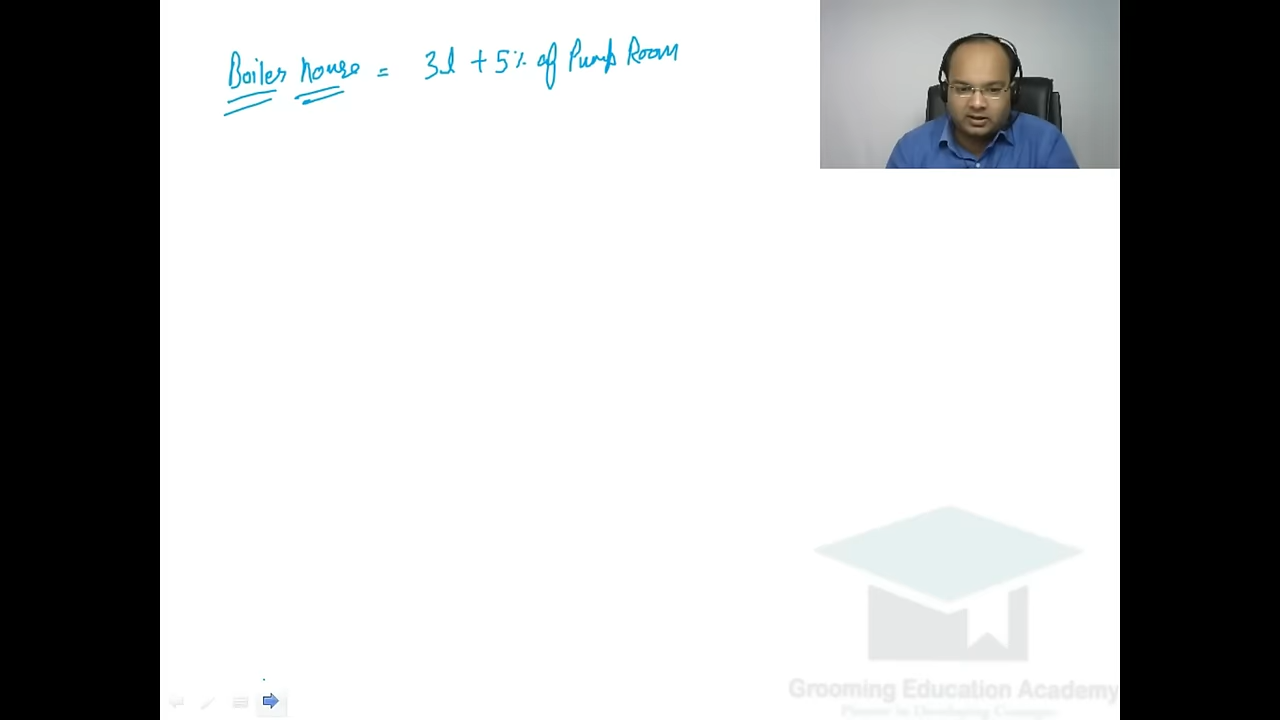 Boiler house = 3l + 5% of Pump Room
Grooming Education Academy